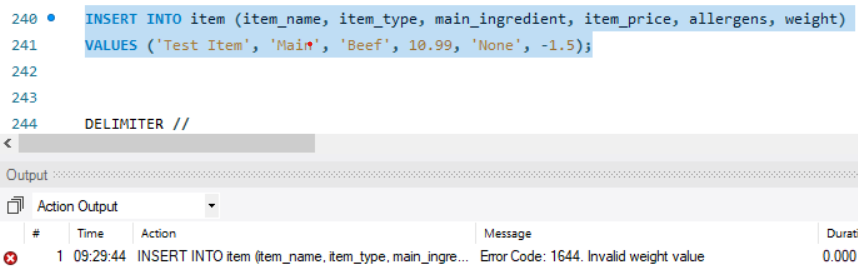 240 INSERT INTO item (item_name, item_type, main_ingredient, item_price, allergens, weight)
241 VALUES ('Test Item', 'Main', 'Beef', 10.99, 'None', -1.5);
242
243
244 DELIMITER //
Output
Action Output
# Time Action Message Durati
1 09:29:44 INSERT INTO item (item_name, item_type, main_ingre... Error Code: 1644. Invalid weight value 0.000